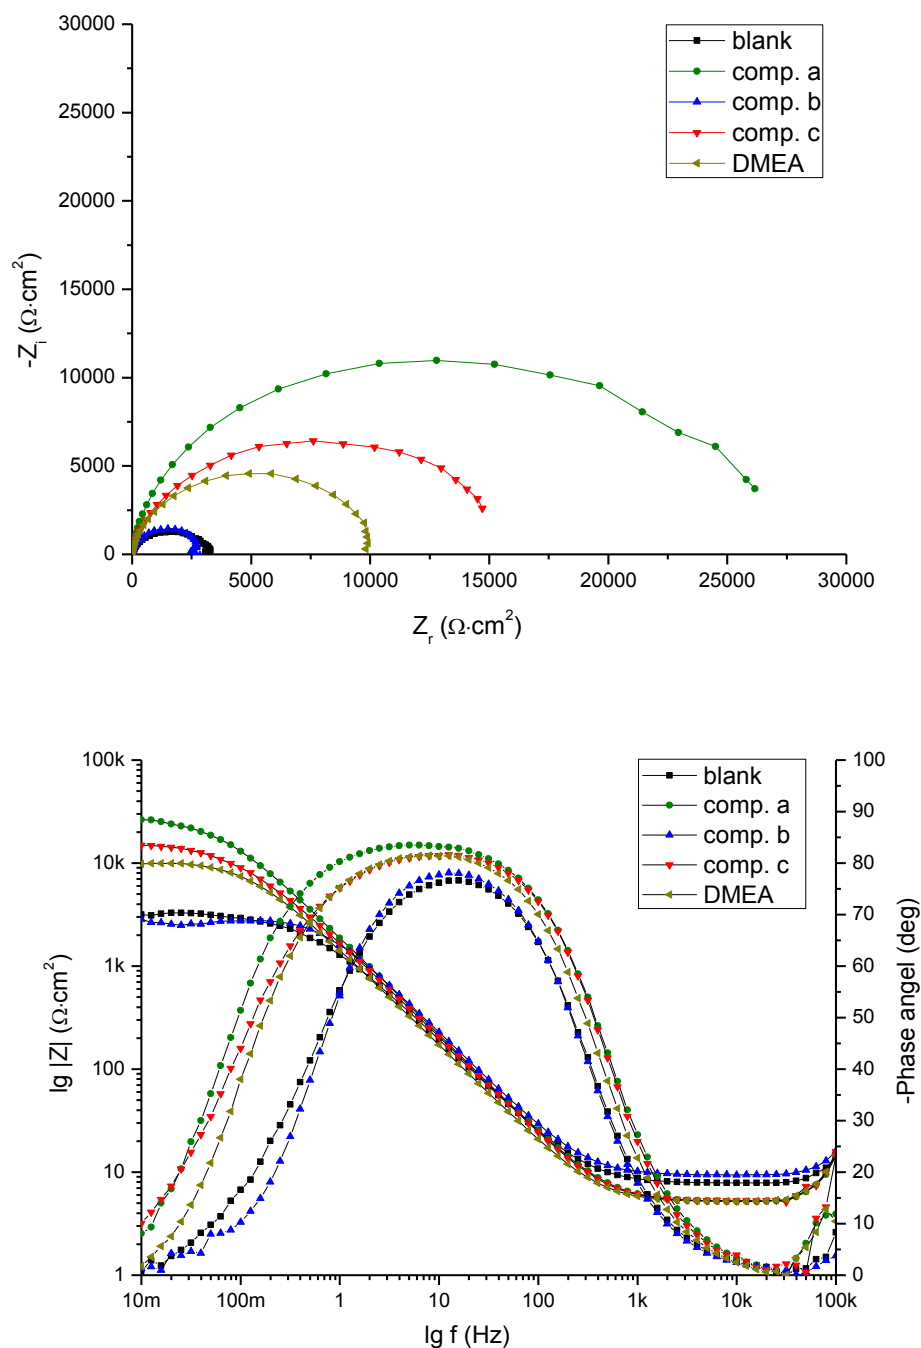 30000
25000
20000
15000
10000
5000
0
-Z_i (Ω·cm²)
blank
comp. a
comp. b
comp. c
DMEA
0 5000 10000 15000 20000 25000 30000
Z_r (Ω·cm²)
100k
10k
1k
100
10
1
lg |Z| (Ω·cm²)
blank
comp. a
comp. b
comp. c
DMEA
100
90
80
70
60
50
40
30
20
10
0
-Phase angel (deg)
10m 100m 1 10 100 1k 10k 100k
lg f (Hz)